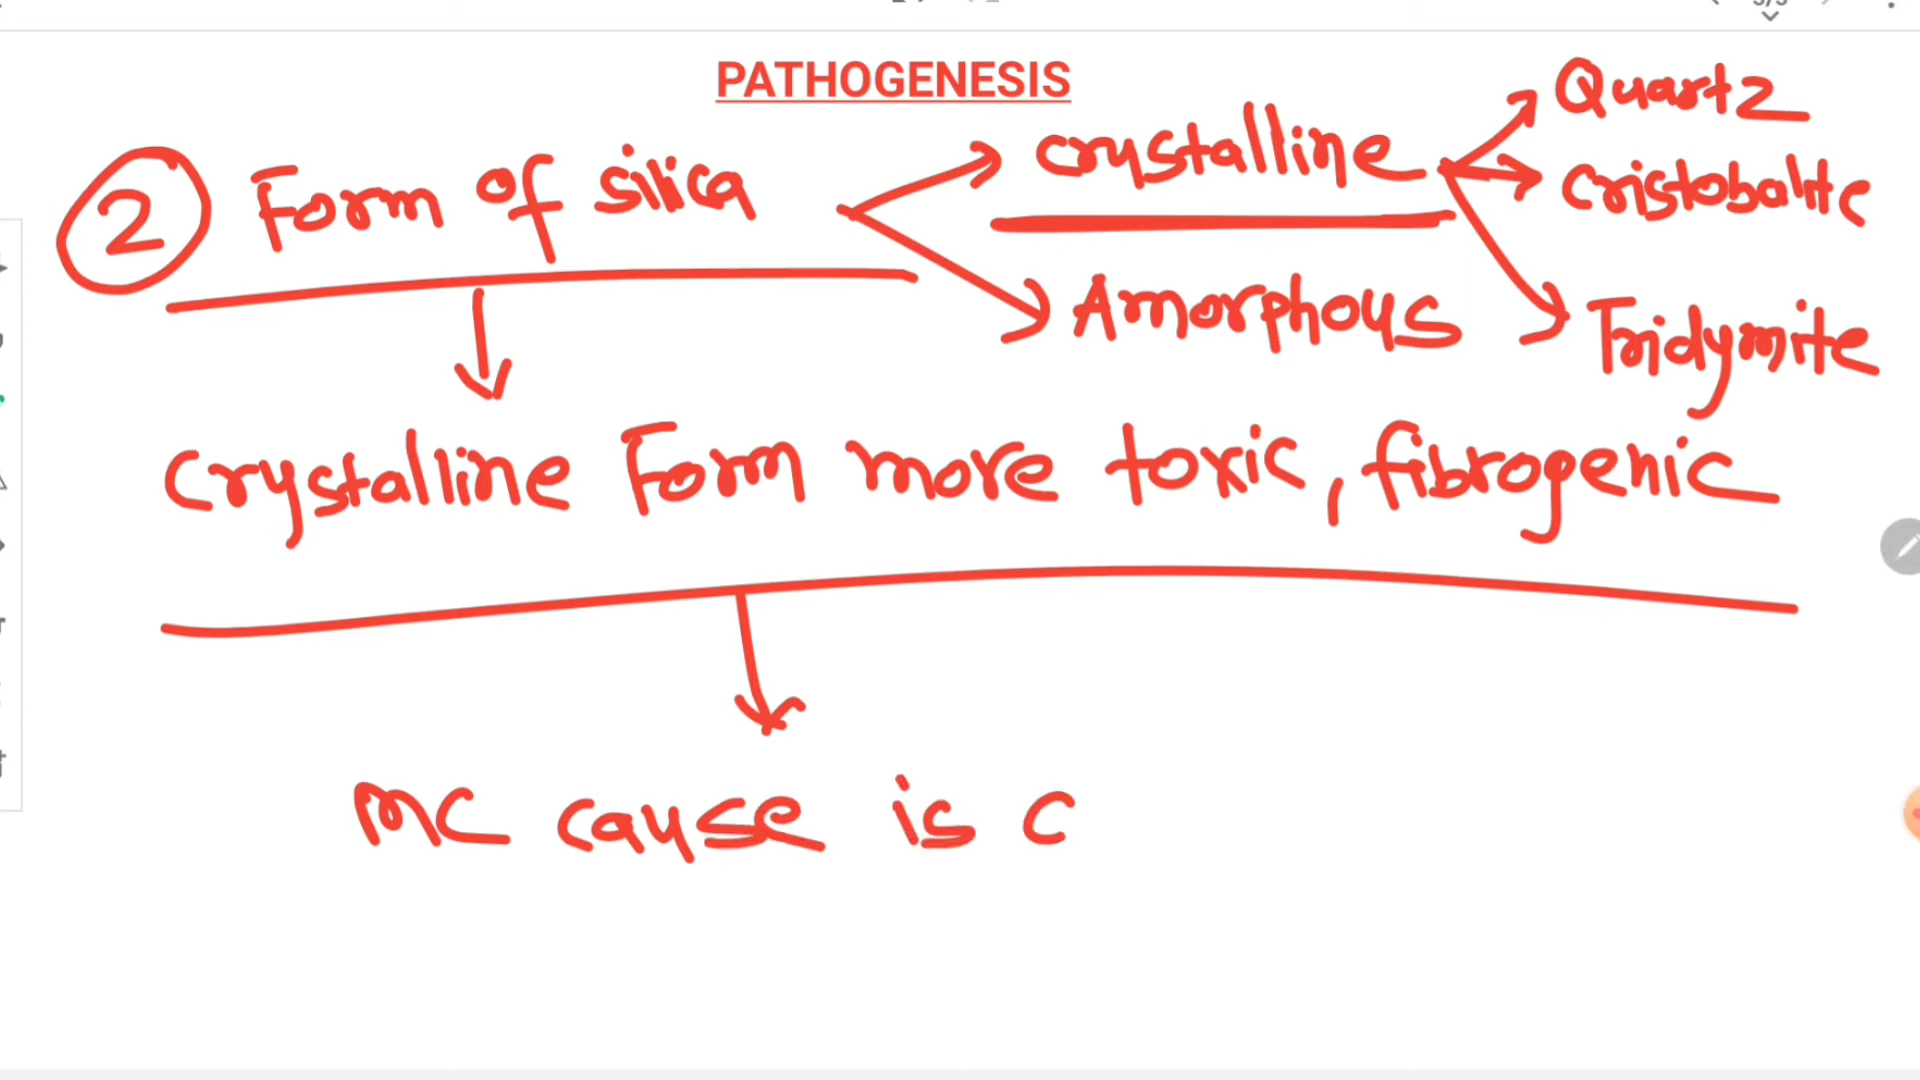 PATHOGENESIS
Quartz
2 Form of silica crystalline Cristobalite
Amorphous Tridymite
Crystalline Form more toxic, fibrogenic
MC cause is c